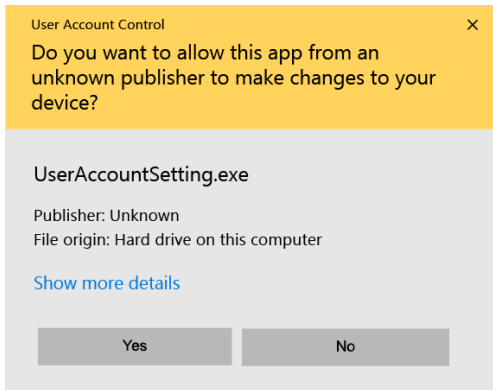 User Account Control
Do you want to allow this app from an
unknown publisher to make changes to your
device?
UserAccountSetting.exe
Publisher: Unknown
File origin: Hard drive on this computer
Show more details
Yes
No